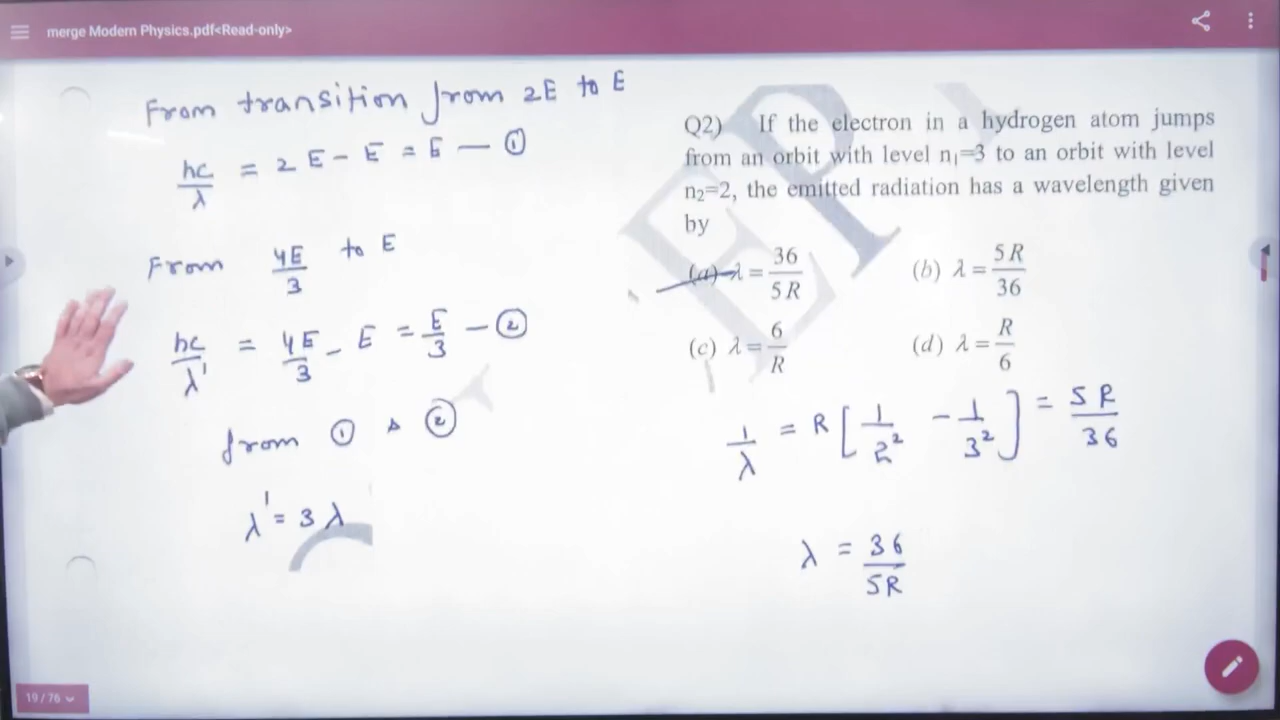 merge Modern Physics.pdf<Read-only>
From transition from 2E to E
hc/λ = 2E - E = E — ①
From 4E/3 to E
hc/λ' = 4E/3 - E = E/3 — ②
from ① & ②
λ' = 3λ
Q2) If the electron in a hydrogen atom jumps
from an orbit with level n₁=3 to an orbit with level
n₂=2, the emitted radiation has a wavelength given
by
(a) λ = 36/5R (b) λ = 5R/36
(c) λ = 6/R (d) λ = R/6
1/λ = R[1/2² - 1/3²] = 5R/36
λ = 36/5R
19 / 76